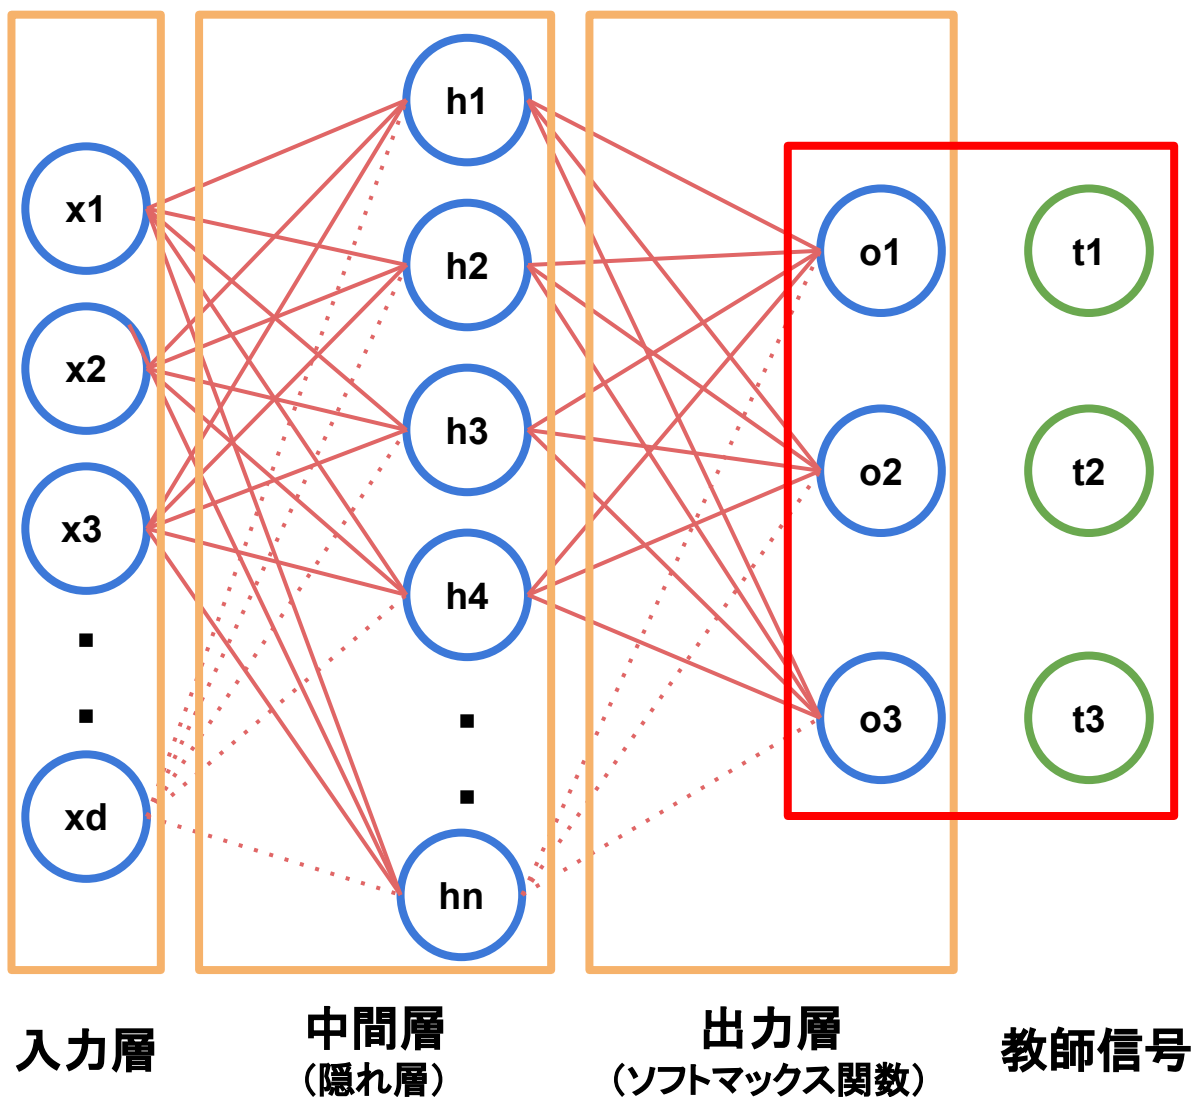 x1
x2
x3
xd
h1
h2
h3
h4
hn
o1
o2
o3
t1
t2
t3
入力層
中間層
（隠れ層）
出力層
（ソフトマックス関数）
教師信号